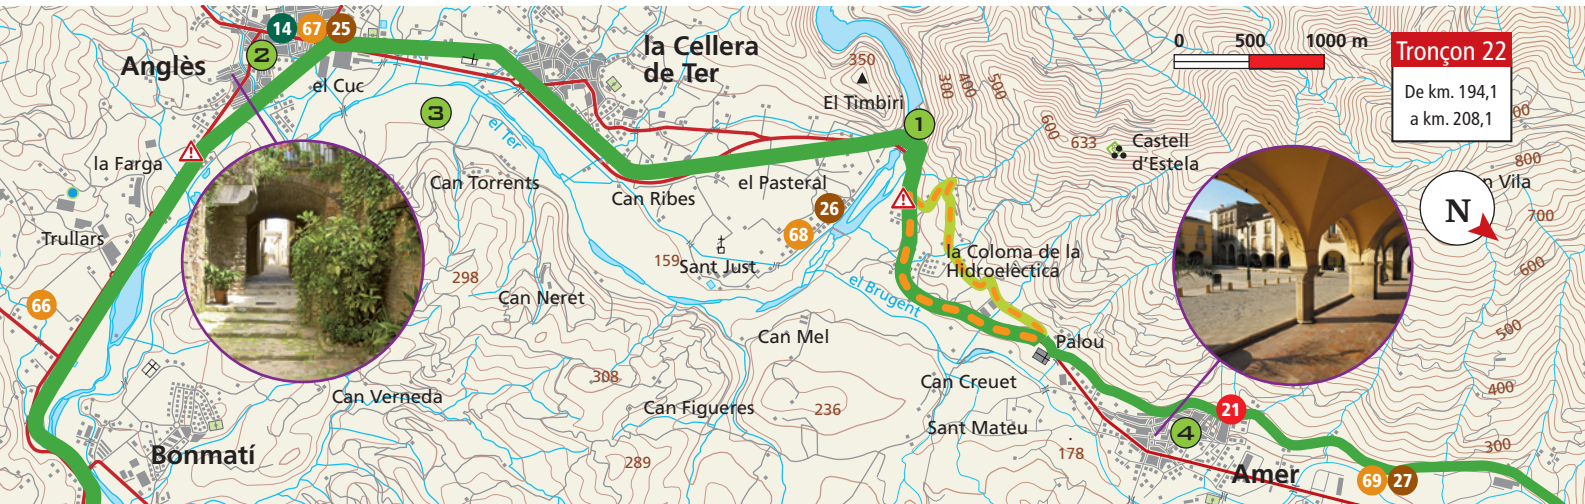 14 67 25
2
Anglès
el Cuc
la Cellera
de Ter
350
El Timbiri
300
400
500
0 500 1000 m
Tronçon 22
De km. 194,1
a km. 208,1
3
el Ter
1
600
633
Castell
d'Estela
800
la Farga
Can Torrents
Can Ribes
el Pasteral
26
68
n Vila
N
700
Trullars
159
Sant Just
la Coloma de la
Hidroelèctica
600
298
Can Neret
el Brugent
66
Can Mel
Palou
500
308
Can Verneda
Can Figueres
236
Can Creuet
400
21
Sant Mateu
4
Bonmatí
289
178
300
Amer
69 27